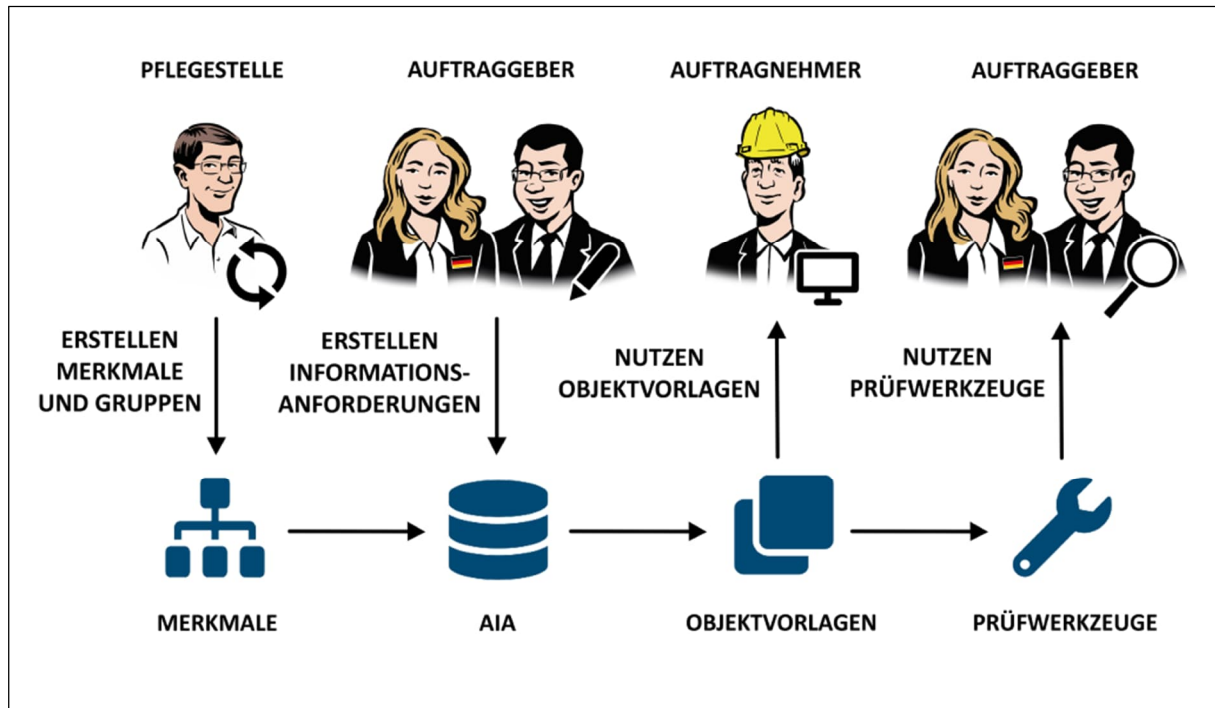 PFLEGESTELLE
AUFTRAGGEBER
AUFTRAGNEHMER
AUFTRAGGEBER
ERSTELLEN
MERKMALE
UND GRUPPEN
ERSTELLEN
INFORMATIONS-
ANFORDERUNGEN
NUTZEN
OBJEKTVORLAGEN
NUTZEN
PRÜFWERKZEUGE
MERKMALE
AIA
OBJEKTVORLAGEN
PRÜFWERKZEUGE